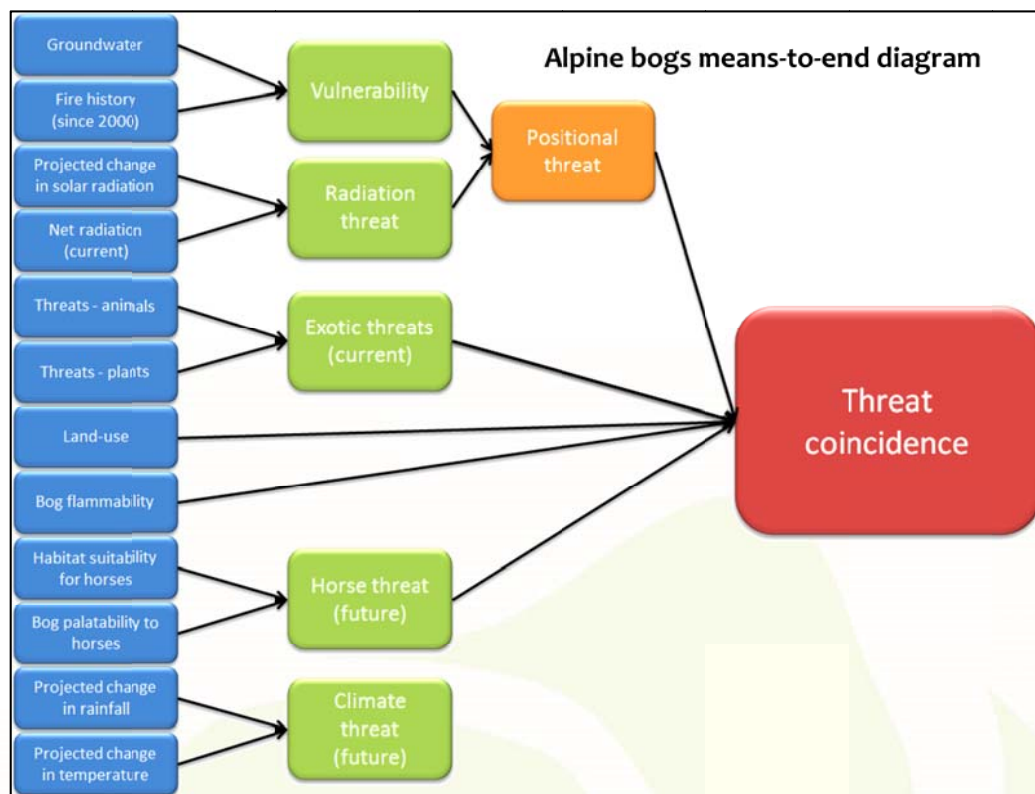 Alpine bogs means-to-end diagram
Groundwater
Fire history
(since 2000)
Projected change
in solar radiation
Net radiation
(current)
Threats - animals
Threats - plants
Land-use
Bog flammability
Habitat suitability
for horses
Bog palatability to
horses
Projected change
in rainfall
Projected change
in temperature
Vulnerability
Radiation
threat
Exotic threats
(current)
Horse threat
(future)
Climate
threat
(future)
Positional
threat
Threat
coincidence